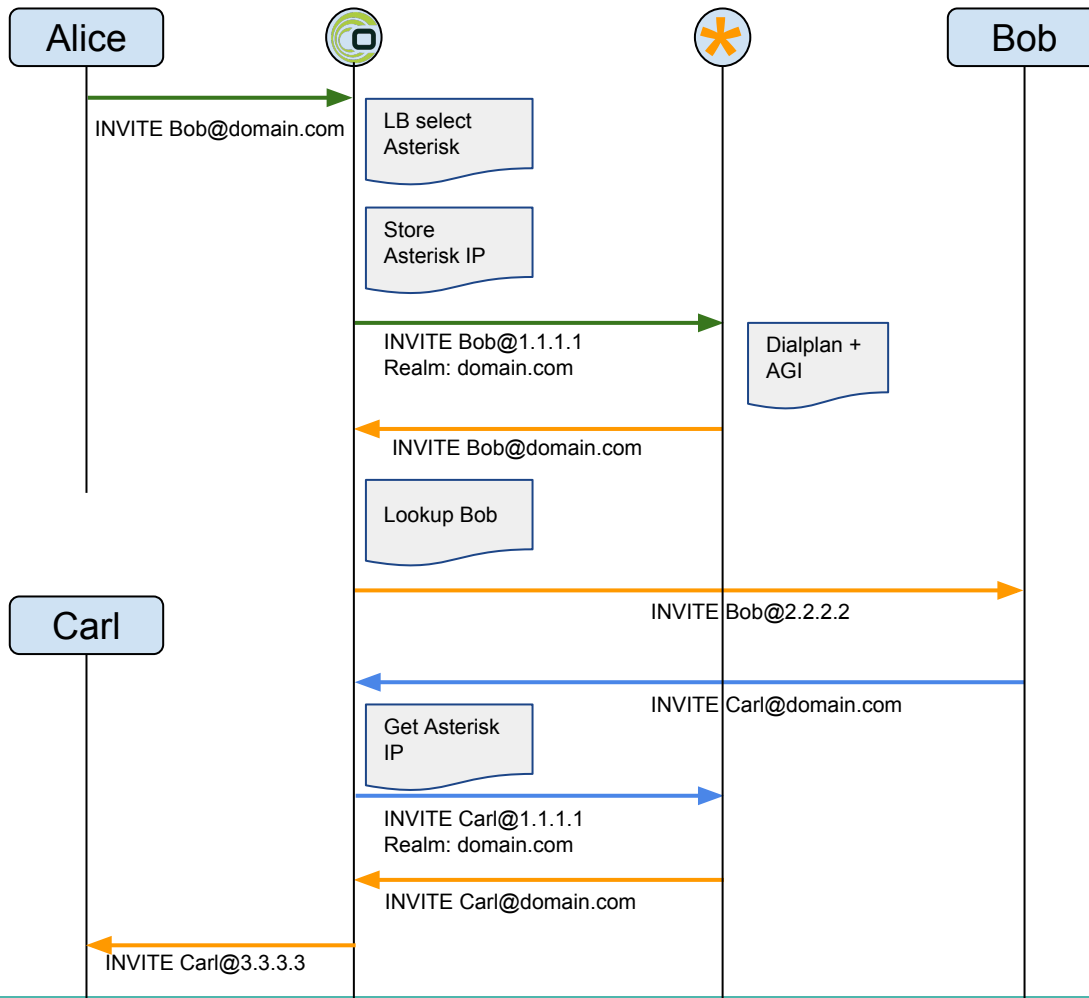 Alice
Bob
INVITE Bob@domain.com
LB select
Asterisk
Store
Asterisk IP
INVITE Bob@1.1.1.1
Realm: domain.com
Dialplan +
AGI
INVITE Bob@domain.com
Lookup Bob
INVITE Bob@2.2.2.2
Carl
INVITE Carl@domain.com
Get Asterisk
IP
INVITE Carl@1.1.1.1
Realm: domain.com
INVITE Carl@domain.com
INVITE Carl@3.3.3.3